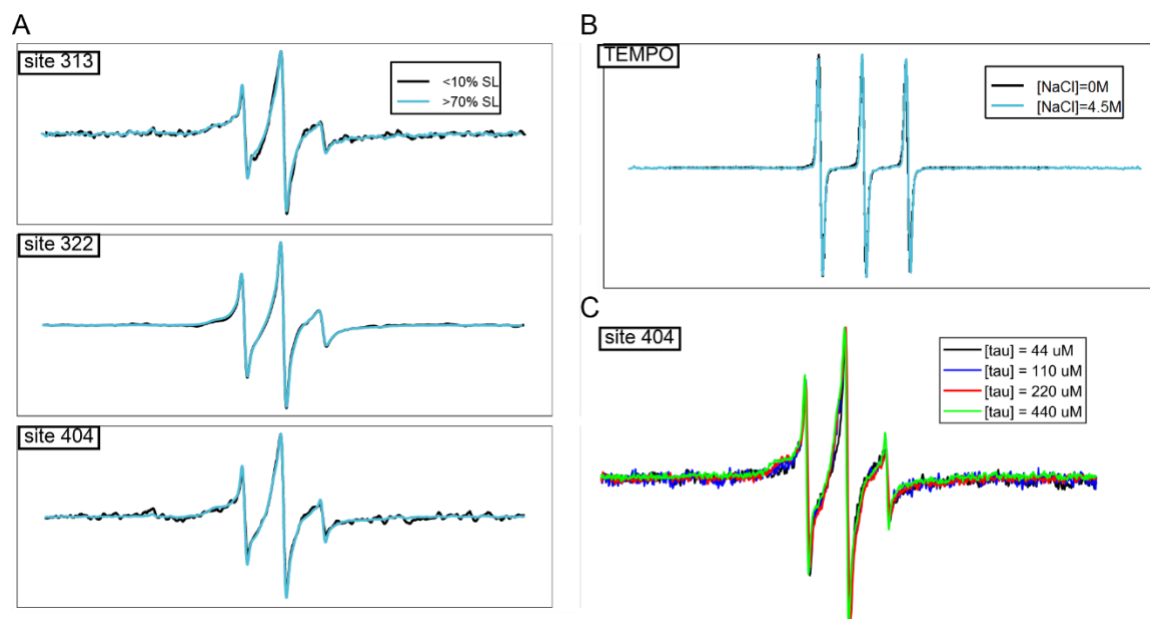 A
site 313
<10% SL
>70% SL
site 322
site 404
B
TEMPO
[NaCl]=0M
[NaCl]=4.5M
C
site 404
[tau] = 44 uM
[tau] = 110 uM
[tau] = 220 uM
[tau] = 440 uM